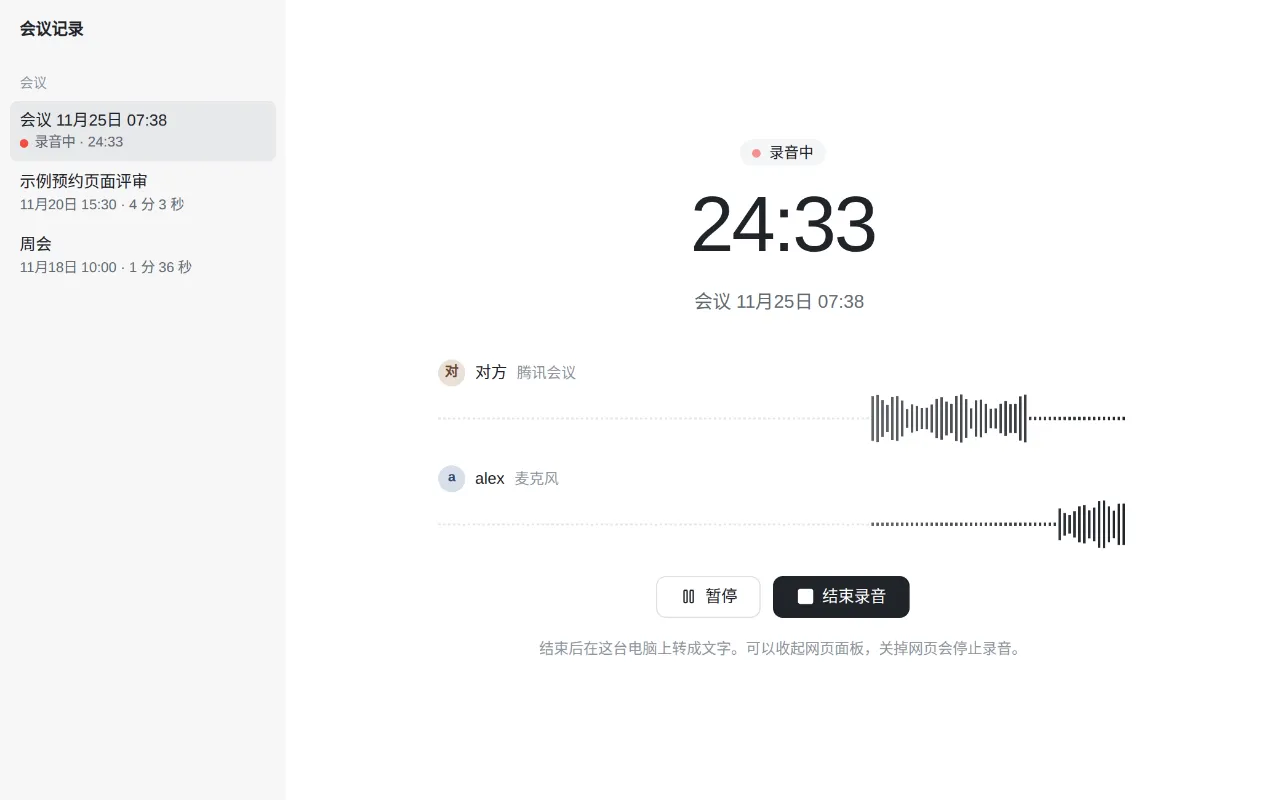 会议记录
会议
会议 11月25日 07:38
录音中 · 24:33
示例预约页面评审
11月20日 15:30 · 4 分 3 秒
周会
11月18日 10:00 · 1 分 36 秒
录音中
24:33
会议 11月25日 07:38
对 对方 腾讯会议
a alex 麦克风
暂停 结束录音
结束后在这台电脑上转成文字。可以收起网页面板，关掉网页会停止录音。